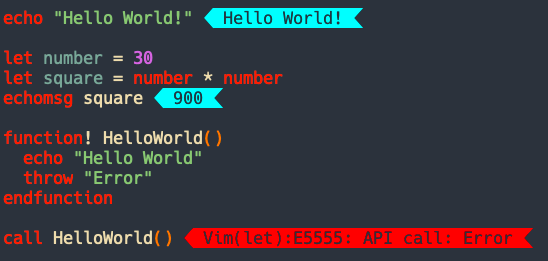 echo "Hello World!" Hello World!
let number = 30
let square = number * number
echomsg square 900
function! HelloWorld()
echo "Hello World"
throw "Error"
endfunction
call HelloWorld() Vim(let):E5555: API call: Error